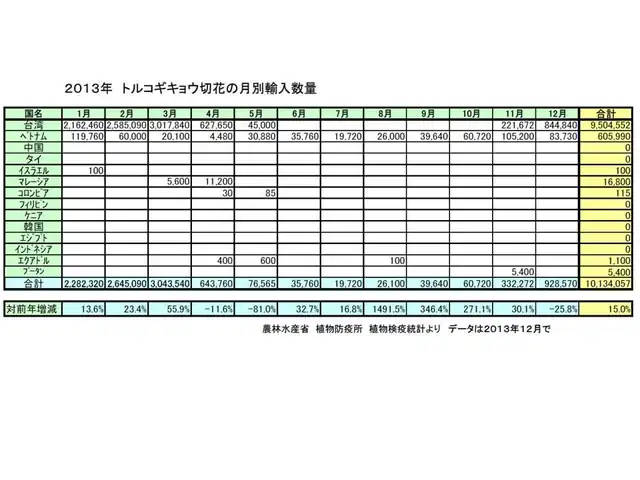 2013年 トルコギキョウ切花の月別輸入数量
国名 1月 2月 3月 4月 5月 6月 7月 8月 9月 10月 11月 12月 合計
台湾 2,162,460 2,585,090 3,017,840 627,650 45,000 221,672 844,840 9,504,552
ベトナム 119,760 60,000 20,100 4,480 30,880 35,760 19,720 26,000 39,640 60,720 105,200 83,730 605,990
中国 0
タイ 0
イスラエル 100 100
マレーシア 5,600 11,200 16,800
コロンビア 30 85 115
フィリピン 0
ケニア 0
韓国 0
エジプト 0
インドネシア 0
エクアドル 400 600 100 1,100
ブータン 5,400 5,400
合計 2,282,320 2,645,090 3,043,540 643,760 76,565 35,760 19,720 26,100 39,640 60,720 332,272 928,570 10,134,057
対前年増減 13.6% 23.4% 55.9% -11.6% -81.0% 32.7% 16.8% 1491.5% 346.4% 271.1% 30.1% -25.8% 15.0%
農林水産省 植物防疫所 植物検疫統計より データは2013年12月で